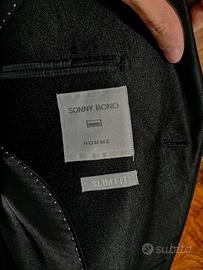 SONNY BONO
HOMME
SLIM FIT
subito